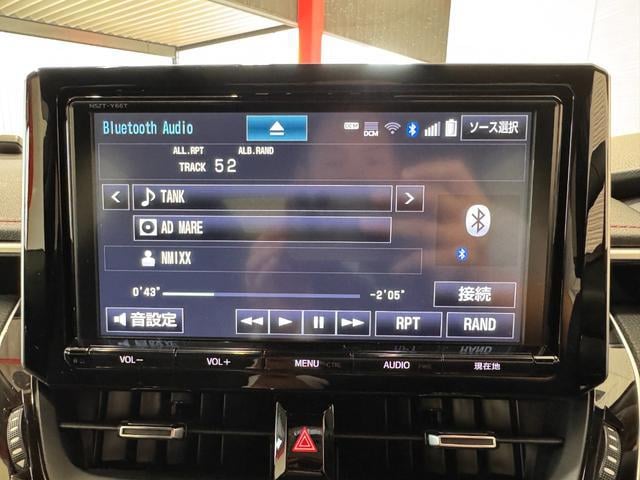 NSZT-Y66T
Bluetooth Audio
DCM
ソース選択
ALL.RPT ALB.RAND
TRACK 52
< TANK >
AD MARE
NMIXX
0'43" -2'05" 接続
音設定 RPT RAND
VOL− VOL+ MENU AUDIO 現在地